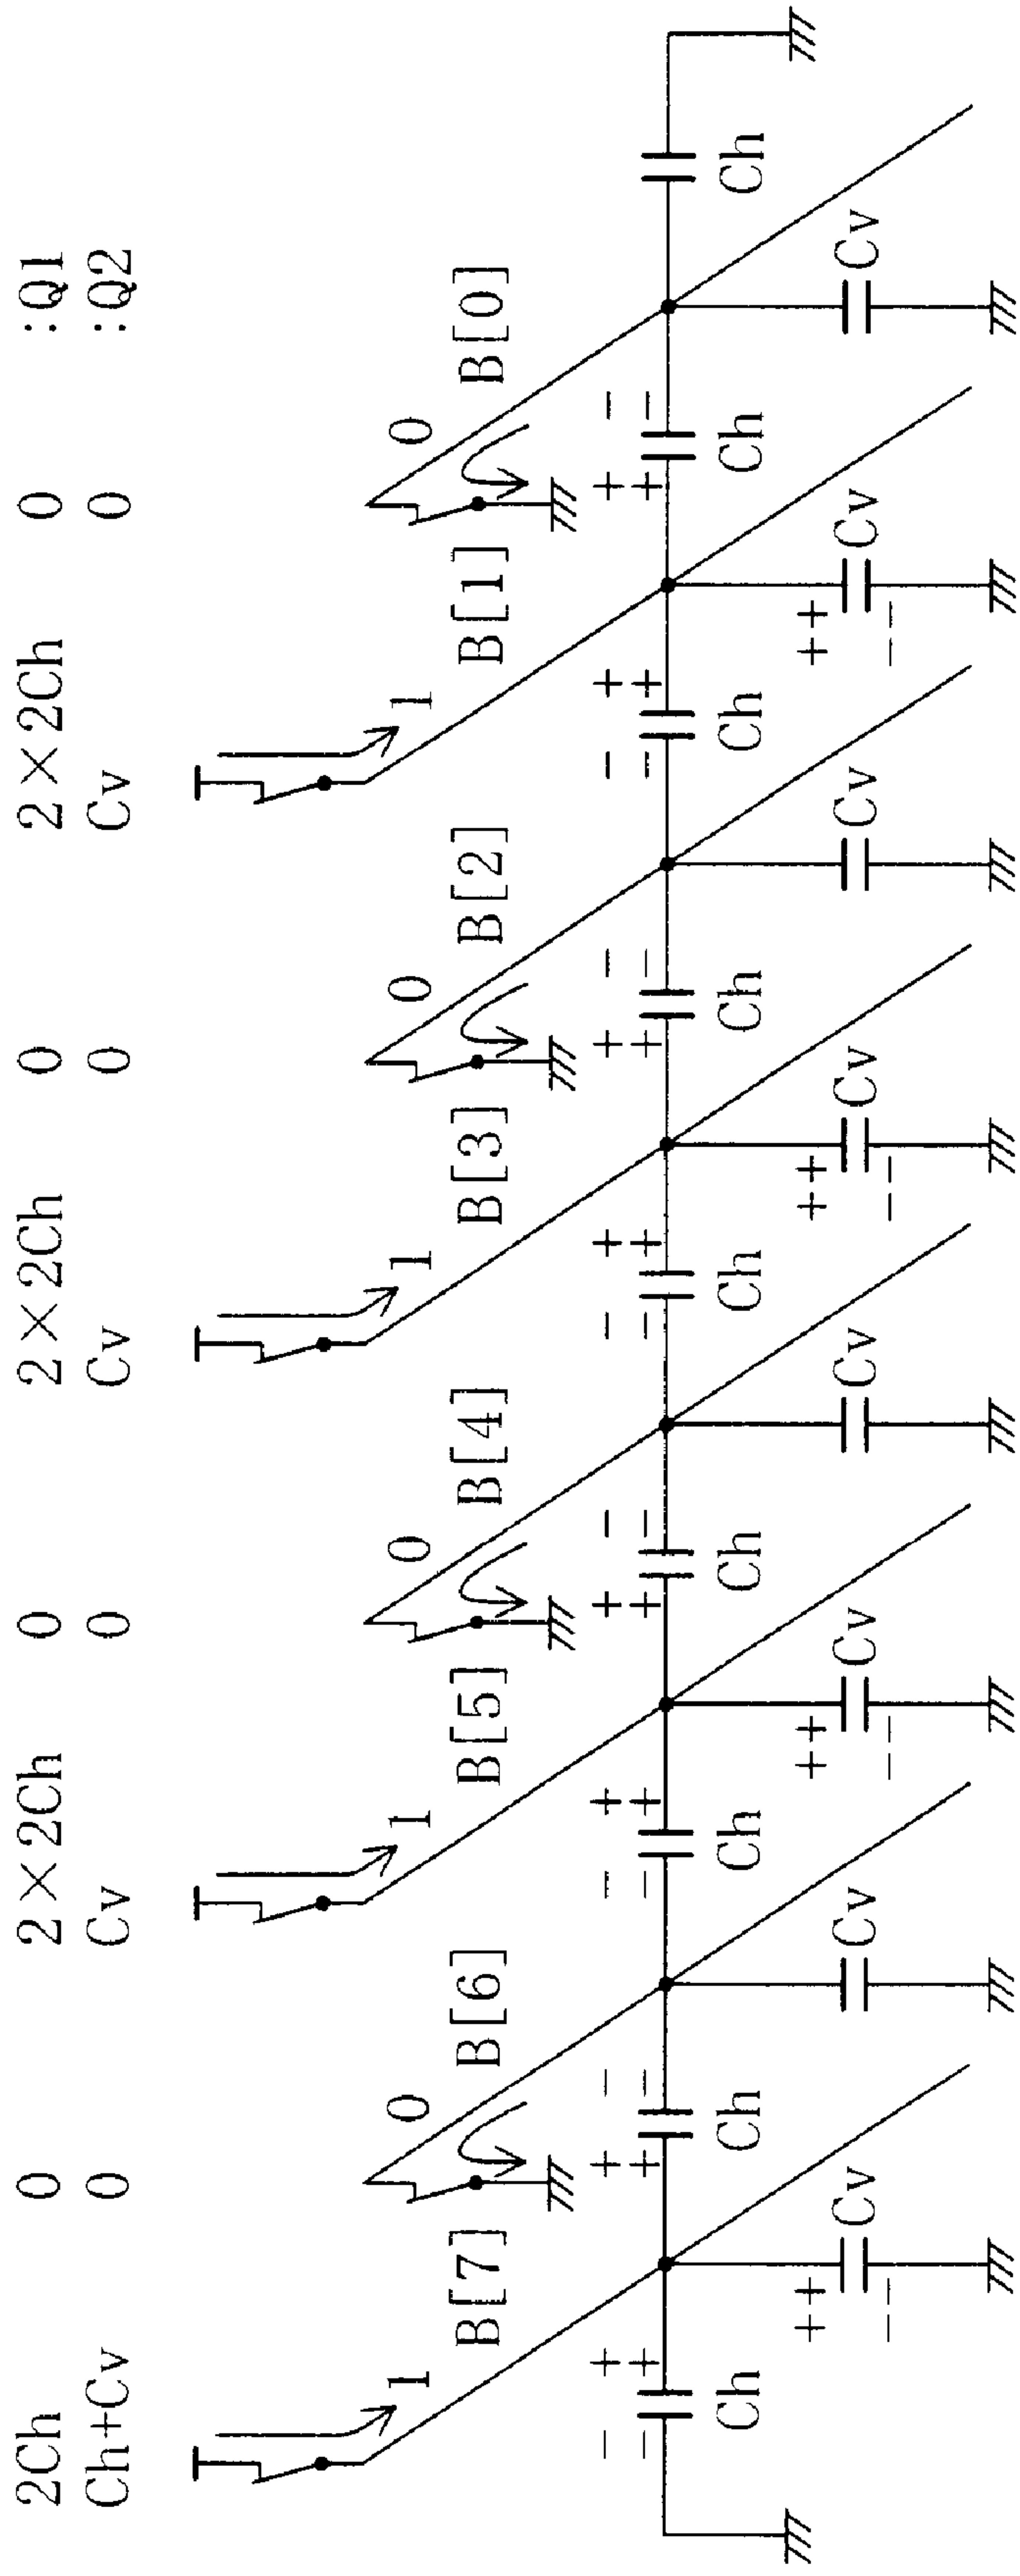 2Ch 0 2×2Ch 0 2×2Ch 0 2×2Ch 0 :Q1
Ch+Cv 0 Cv 0 Cv 0 Cv 0 :Q2
1 0 1 0 1 0 1 0
B[7] B[6] B[5] B[4] B[3] B[2] B[1] B[0]
− + + − − + + − − + + − − + + −
− + + − − + + − − + + − − + + −
Ch Ch Ch Ch Ch Ch Ch Ch Ch
++ ++ ++ ++
Cv Cv Cv Cv Cv Cv Cv Cv
−− −− −− −−